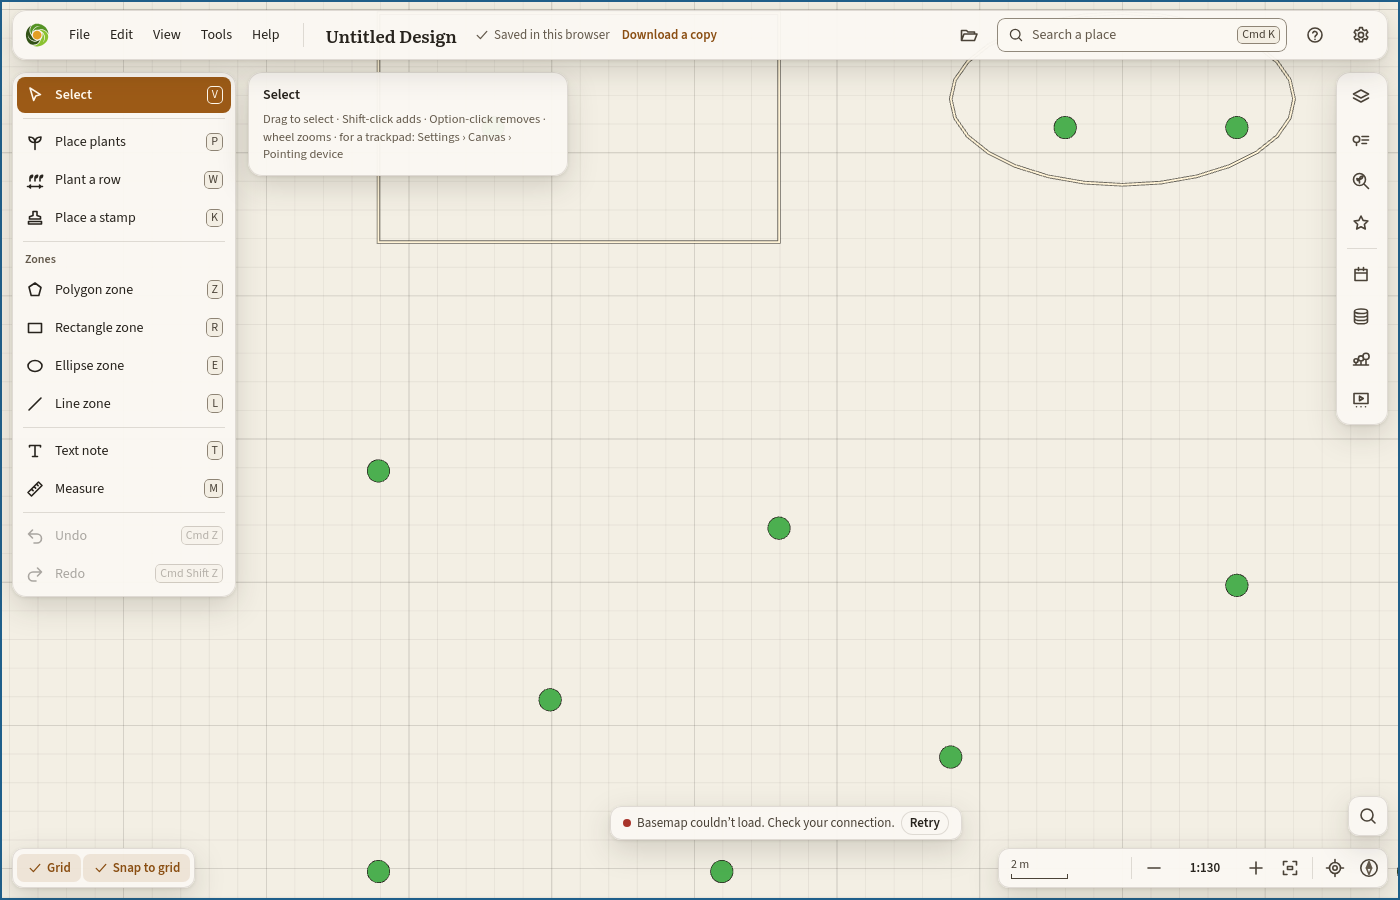 File Edit View Tools Help
Untitled Design
Saved in this browser Download a copy
Search a place Cmd K
Select V
Place plants P
Plant a row W
Place a stamp K
Zones
Polygon zone Z
Rectangle zone R
Ellipse zone E
Line zone L
Text note T
Measure M
Undo Cmd Z
Redo Cmd Shift Z
Select
Drag to select · Shift-click adds · Option-click removes ·
wheel zooms · for a trackpad: Settings › Canvas ›
Pointing device
Basemap couldn’t load. Check your connection. Retry
Grid Snap to grid
2 m
1:130